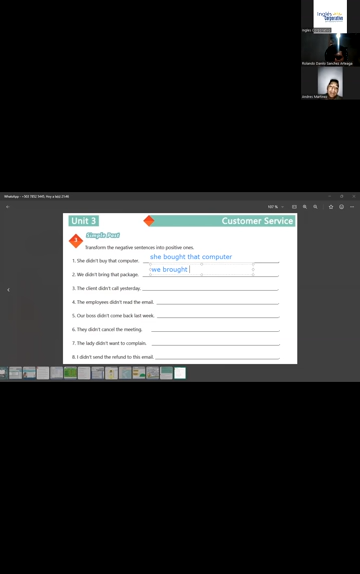 Inglés
Corporativo
Rolando Danilo Sanchez Arteaga
Andres Martinez
Unit 3
Customer Service
1
Simple Past
Transform the negative sentences into positive ones.
1. She didn't buy that computer.
she bought that computer
2. We didn't bring that package.
we brought
3. The client didn't call yesterday.
4. The employees didn't read the email.
5. Our boss didn't come back last week.
6. They didn't cancel the meeting.
7. The lady didn't want to complain.
8. I didn't send the refund to this email.